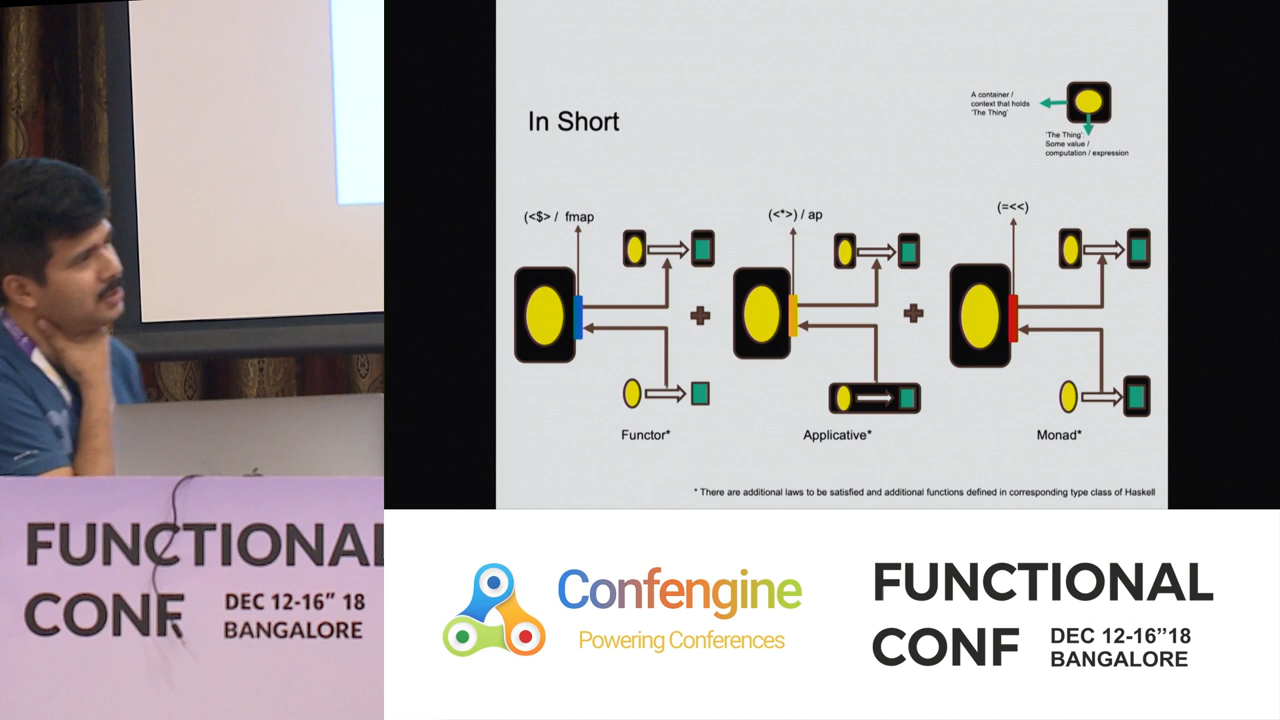 In Short
A container /
context that holds
'The Thing'
'The Thing':
Some value /
computation / expression
(<$> / fmap
(<*>) / ap
(=<<)
Functor*
Applicative*
Monad*
* There are additional laws to be satisfied and additional functions defined in corresponding type class of Haskell
FUNCTIONAL
CONF
DEC 12-16" 18
BANGALORE
Confengine
Powering Conferences
FUNCTIONAL
CONF
DEC 12-16"18
BANGALORE